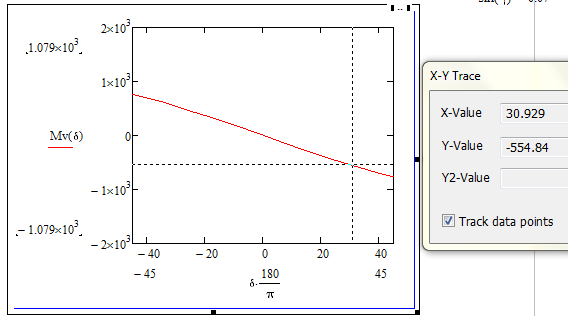 2×10³
1.079×10³
1×10³
Mv(δ)
0
−1×10³
−1.079×10³
−2×10³
−40 −20 0 20 40
−45 45
δ·180/π
X-Y Trace
X-Value 30.929
Y-Value -554.84
Y2-Value
Track data points